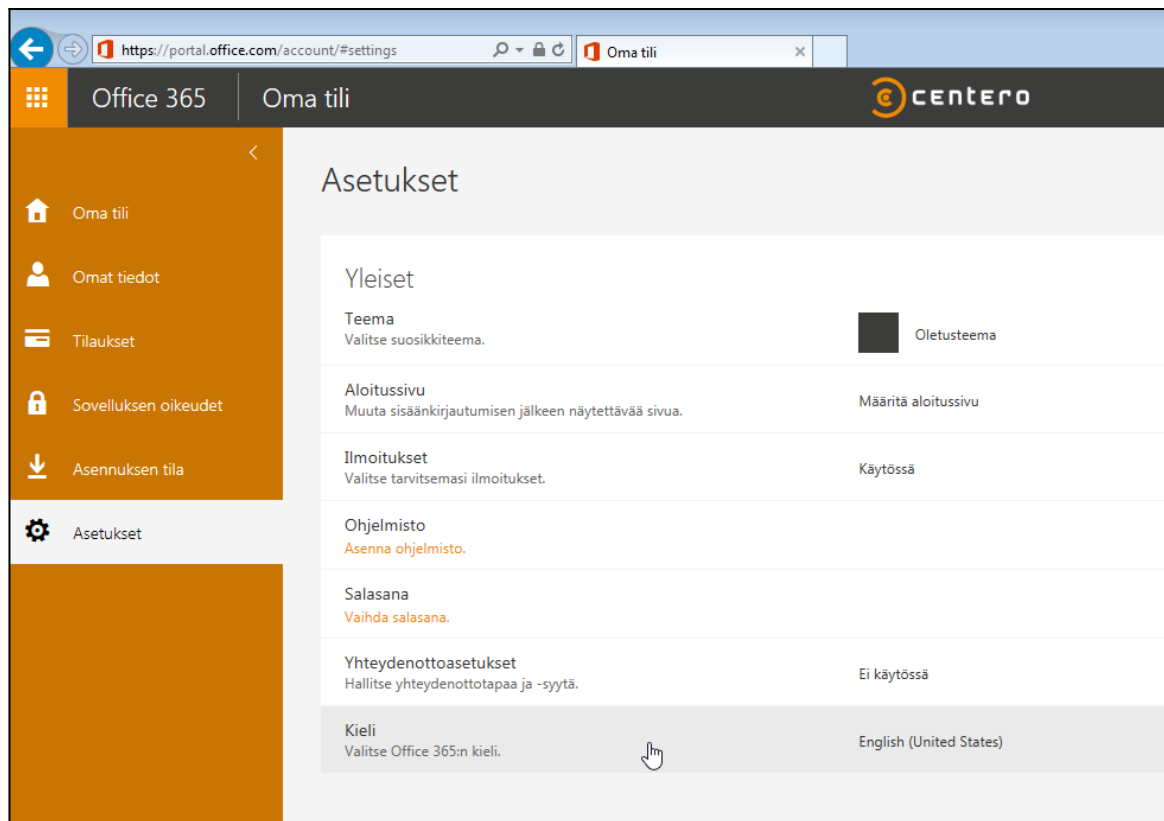 https://portal.office.com/account/#settings
Oma tili
Office 365
Oma tili
centero
Asetukset
Oma tili
Omat tiedot
Tilaukset
Sovelluksen oikeudet
Asennuksen tila
Asetukset
Yleiset
Teema
Valitse suosikkiteema.
Oletusteema
Aloitussivu
Muuta sisäänkirjautumisen jälkeen näytettävää sivua.
Määritä aloitussivu
Ilmoitukset
Valitse tarvitsemasi ilmoitukset.
Käytössä
Ohjelmisto
Asenna ohjelmisto.
Salasana
Vaihda salasana.
Yhteydenottoasetukset
Hallitse yhteydenottotapaa ja -syytä.
Ei käytössä
Kieli
Valitse Office 365:n kieli.
English (United States)